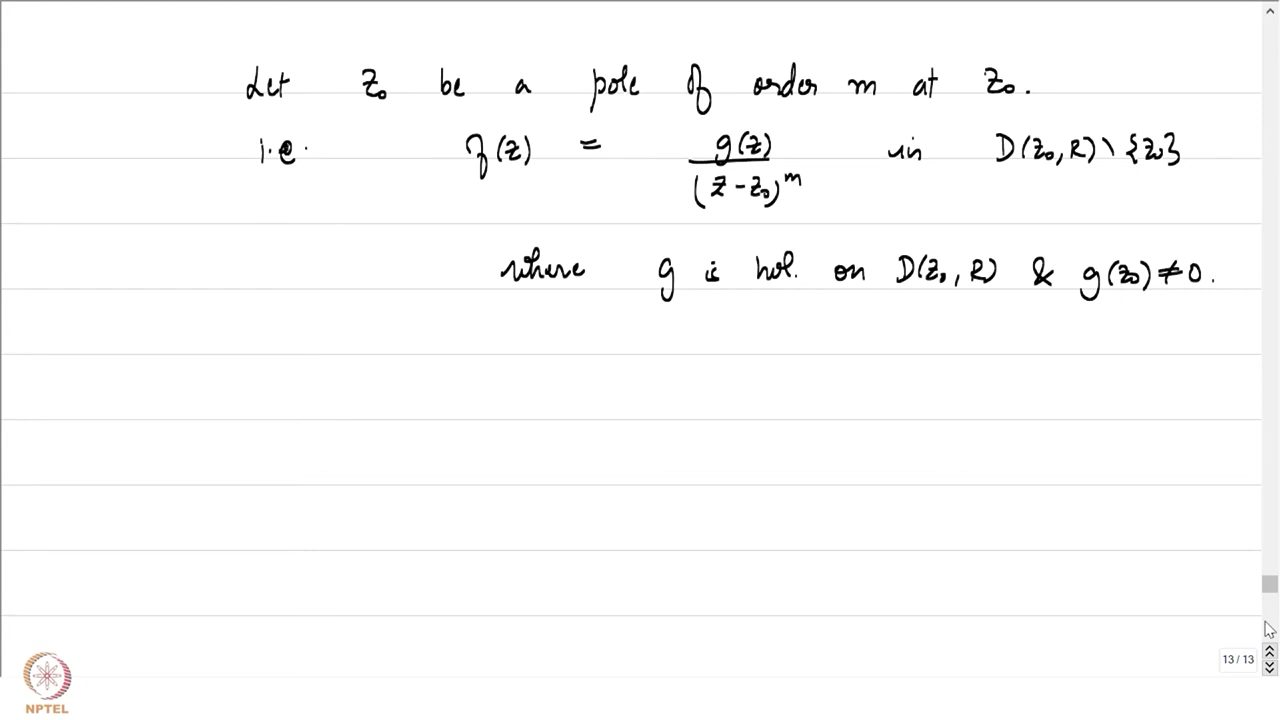 Let z₀ be a pole of order m at z₀.
i.e. f(z) = g(z) / (z - z₀)^m in D(z₀, R) \ {z₀}
where g is hol. on D(z₀, R) & g(z₀) ≠ 0.
13 / 13
NPTEL